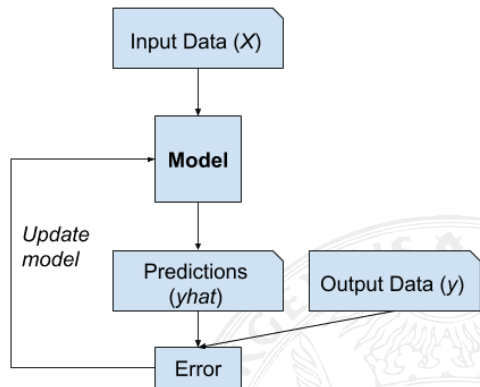 Input Data (X)
Model
Update
model
Predictions
(yhat)
Output Data (y)
Error